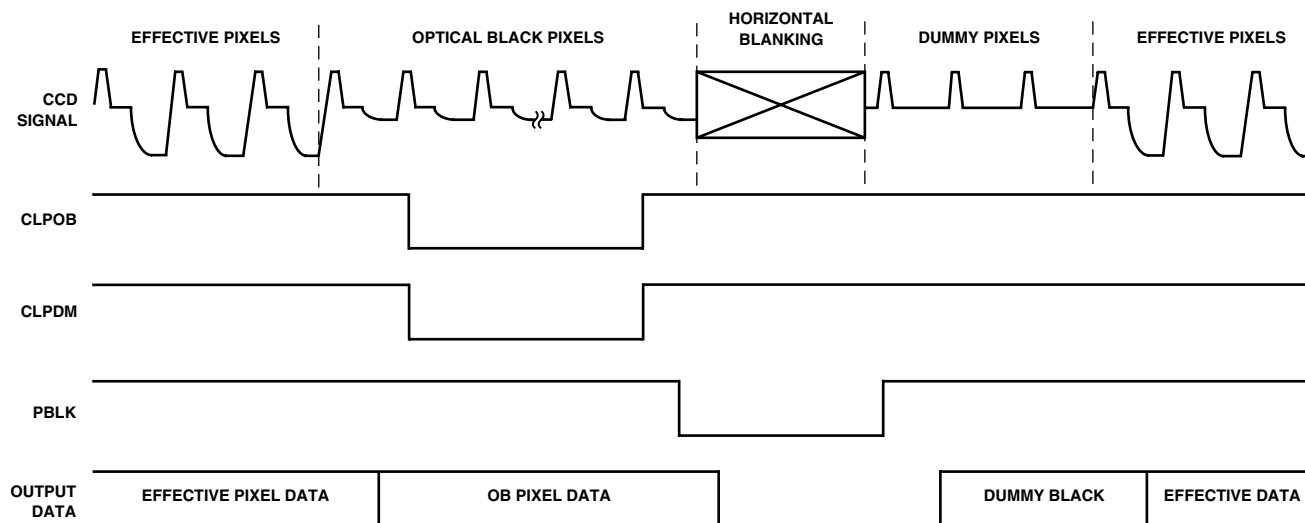 EFFECTIVE PIXELS
OPTICAL BLACK PIXELS
HORIZONTAL
BLANKING
DUMMY PIXELS
EFFECTIVE PIXELS
CCD
SIGNAL
CLPOB
CLPDM
PBLK
OUTPUT
DATA
EFFECTIVE PIXEL DATA
OB PIXEL DATA
DUMMY BLACK
EFFECTIVE DATA